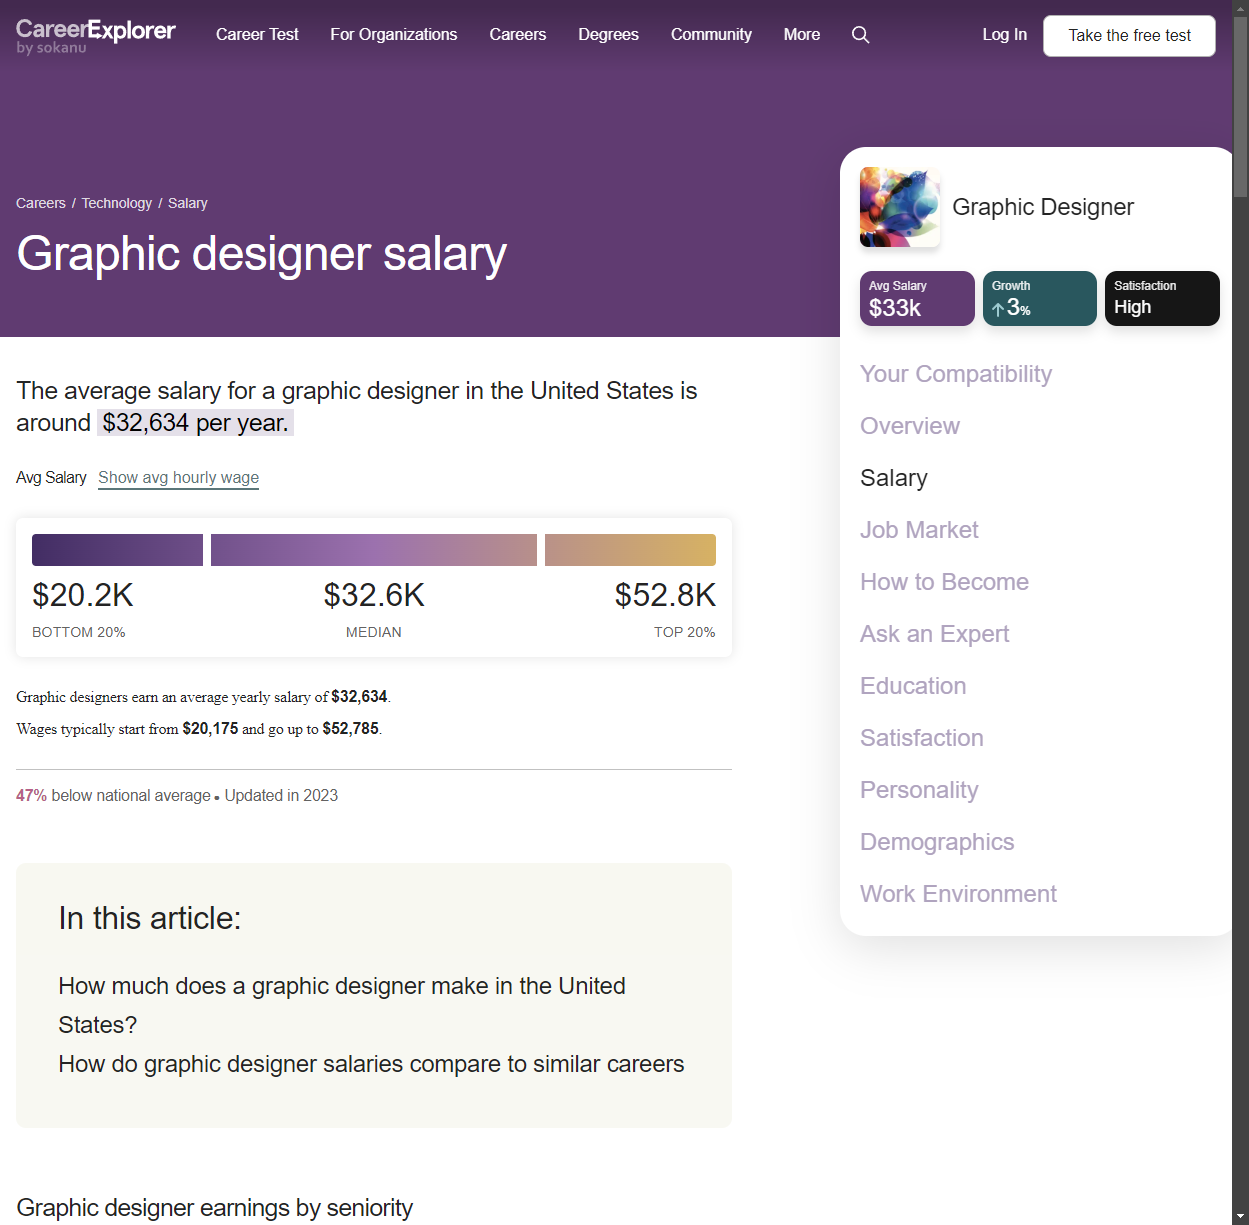 CareerExplorer
by sokanu
Career Test
For Organizations
Careers
Degrees
Community
More
Log In
Take the free test
Careers / Technology / Salary
Graphic designer salary
The average salary for a graphic designer in the United States is
around $32,634 per year.
Avg Salary Show avg hourly wage
$20.2K
BOTTOM 20%
$32.6K
MEDIAN
$52.8K
TOP 20%
Graphic designers earn an average yearly salary of $32,634.
Wages typically start from $20,175 and go up to $52,785.
47% below national average • Updated in 2023
In this article:
How much does a graphic designer make in the United
States?
How do graphic designer salaries compare to similar careers
Graphic designer earnings by seniority
Graphic Designer
Avg Salary
$33k
Growth
↑3%
Satisfaction
High
Your Compatibility
Overview
Salary
Job Market
How to Become
Ask an Expert
Education
Satisfaction
Personality
Demographics
Work Environment